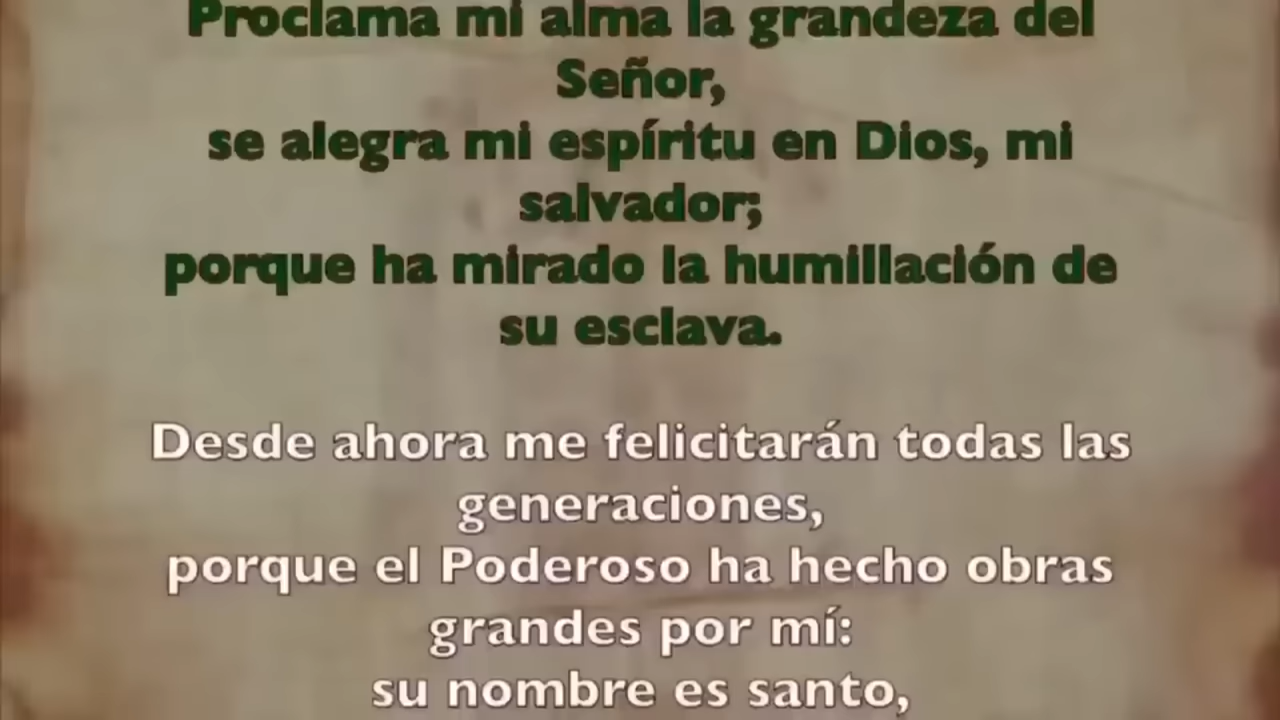 Proclama mi alma la grandeza del
Señor,
se alegra mi espíritu en Dios, mi
salvador;
porque ha mirado la humillación de
su esclava.
Desde ahora me felicitarán todas las
generaciones,
porque el Poderoso ha hecho obras
grandes por mí:
su nombre es santo,